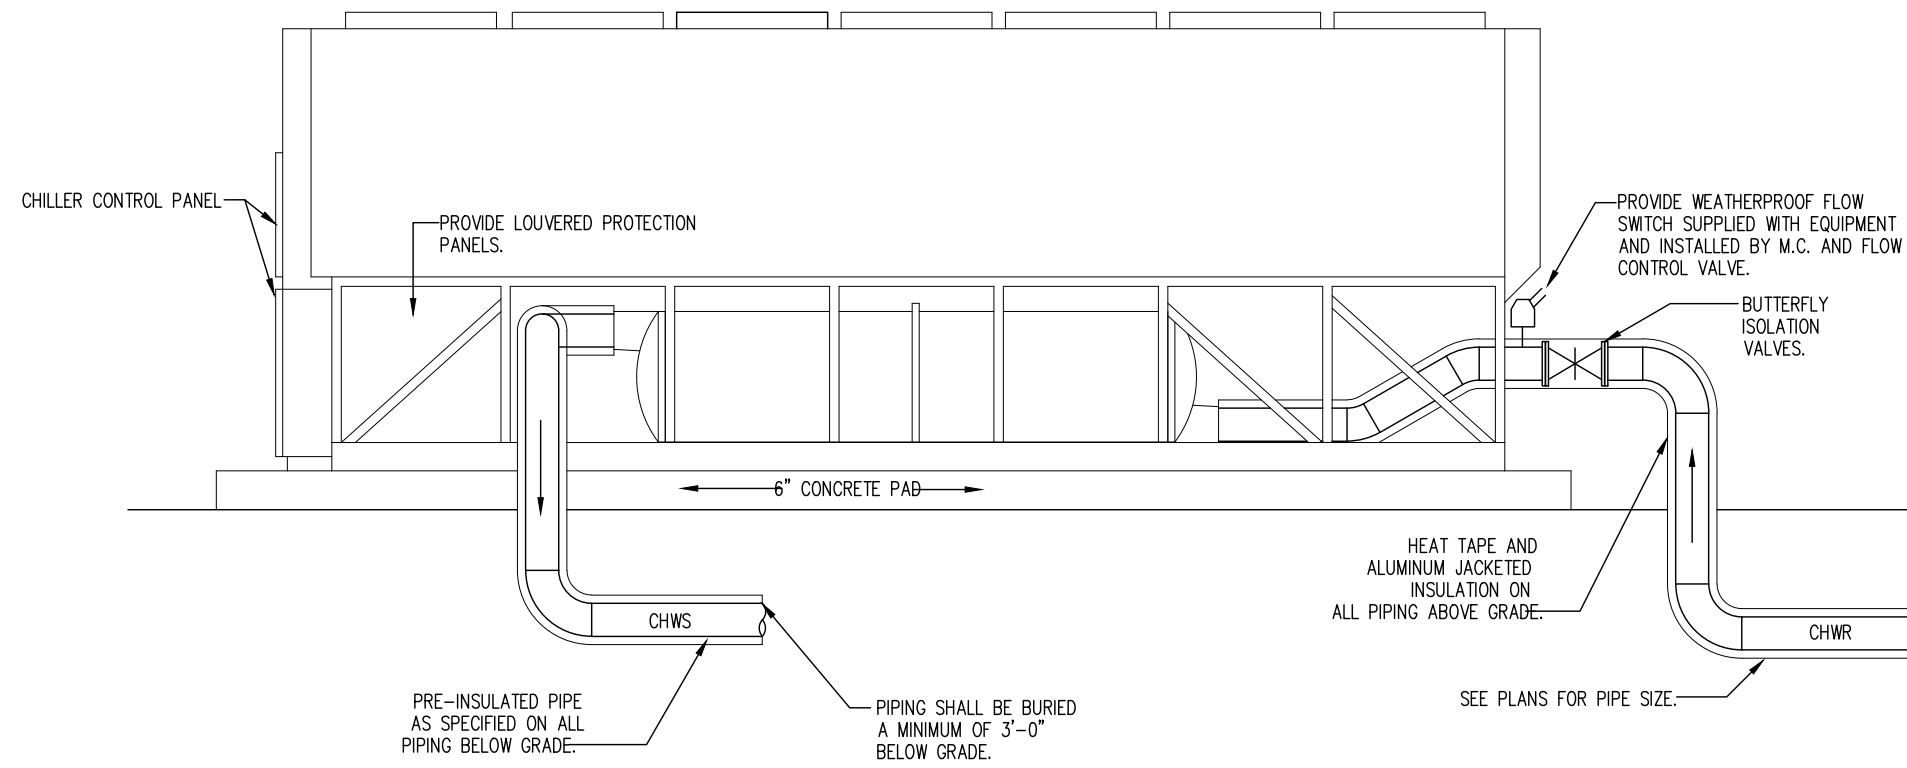 CHILLER CONTROL PANEL
PROVIDE LOUVERED PROTECTION
PANELS.
PROVIDE WEATHERPROOF FLOW
SWITCH SUPPLIED WITH EQUIPMENT
AND INSTALLED BY M.C. AND FLOW
CONTROL VALVE.
BUTTERFLY
ISOLATION
VALVES.
6" CONCRETE PAD
HEAT TAPE AND
ALUMINUM JACKETED
INSULATION ON
ALL PIPING ABOVE GRADE.
CHWS
CHWR
PRE-INSULATED PIPE
AS SPECIFIED ON ALL
PIPING BELOW GRADE.
PIPING SHALL BE BURIED
A MINIMUM OF 3'-0"
BELOW GRADE.
SEE PLANS FOR PIPE SIZE.